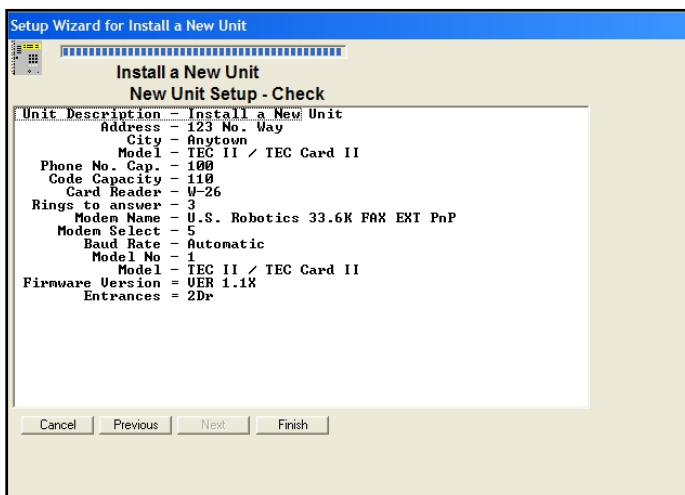 Setup Wizard for Install a New Unit
Install a New Unit
New Unit Setup - Check
Unit Description - Install a New Unit
Address - 123 No. Way
City - Anytown
Model - TEC II / TEC Card II
Phone No. Cap. - 100
Code Capacity - 110
Card Reader - W-26
Rings to answer - 3
Modem Name - U.S. Robotics 33.6K FAX EXT PnP
Modem Select - 5
Baud Rate - Automatic
Model No - 1
Model - TEC II / TEC Card II
Firmware Version = VER 1.1X
Entrances = 2Dr
Cancel Previous Next Finish